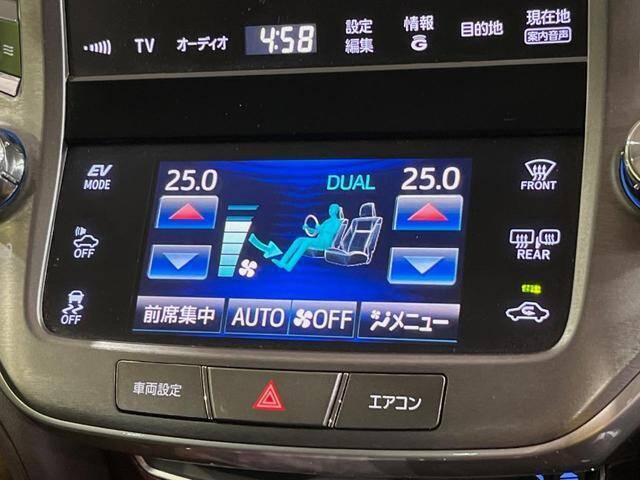 TV オーディオ 4:58 設定編集 情報G 目的地 現在地 案内音声
EV MODE
25.0 DUAL 25.0
FRONT
OFF
REAR
OFF
前席集中 AUTO OFF メニュー
車両設定 エアコン